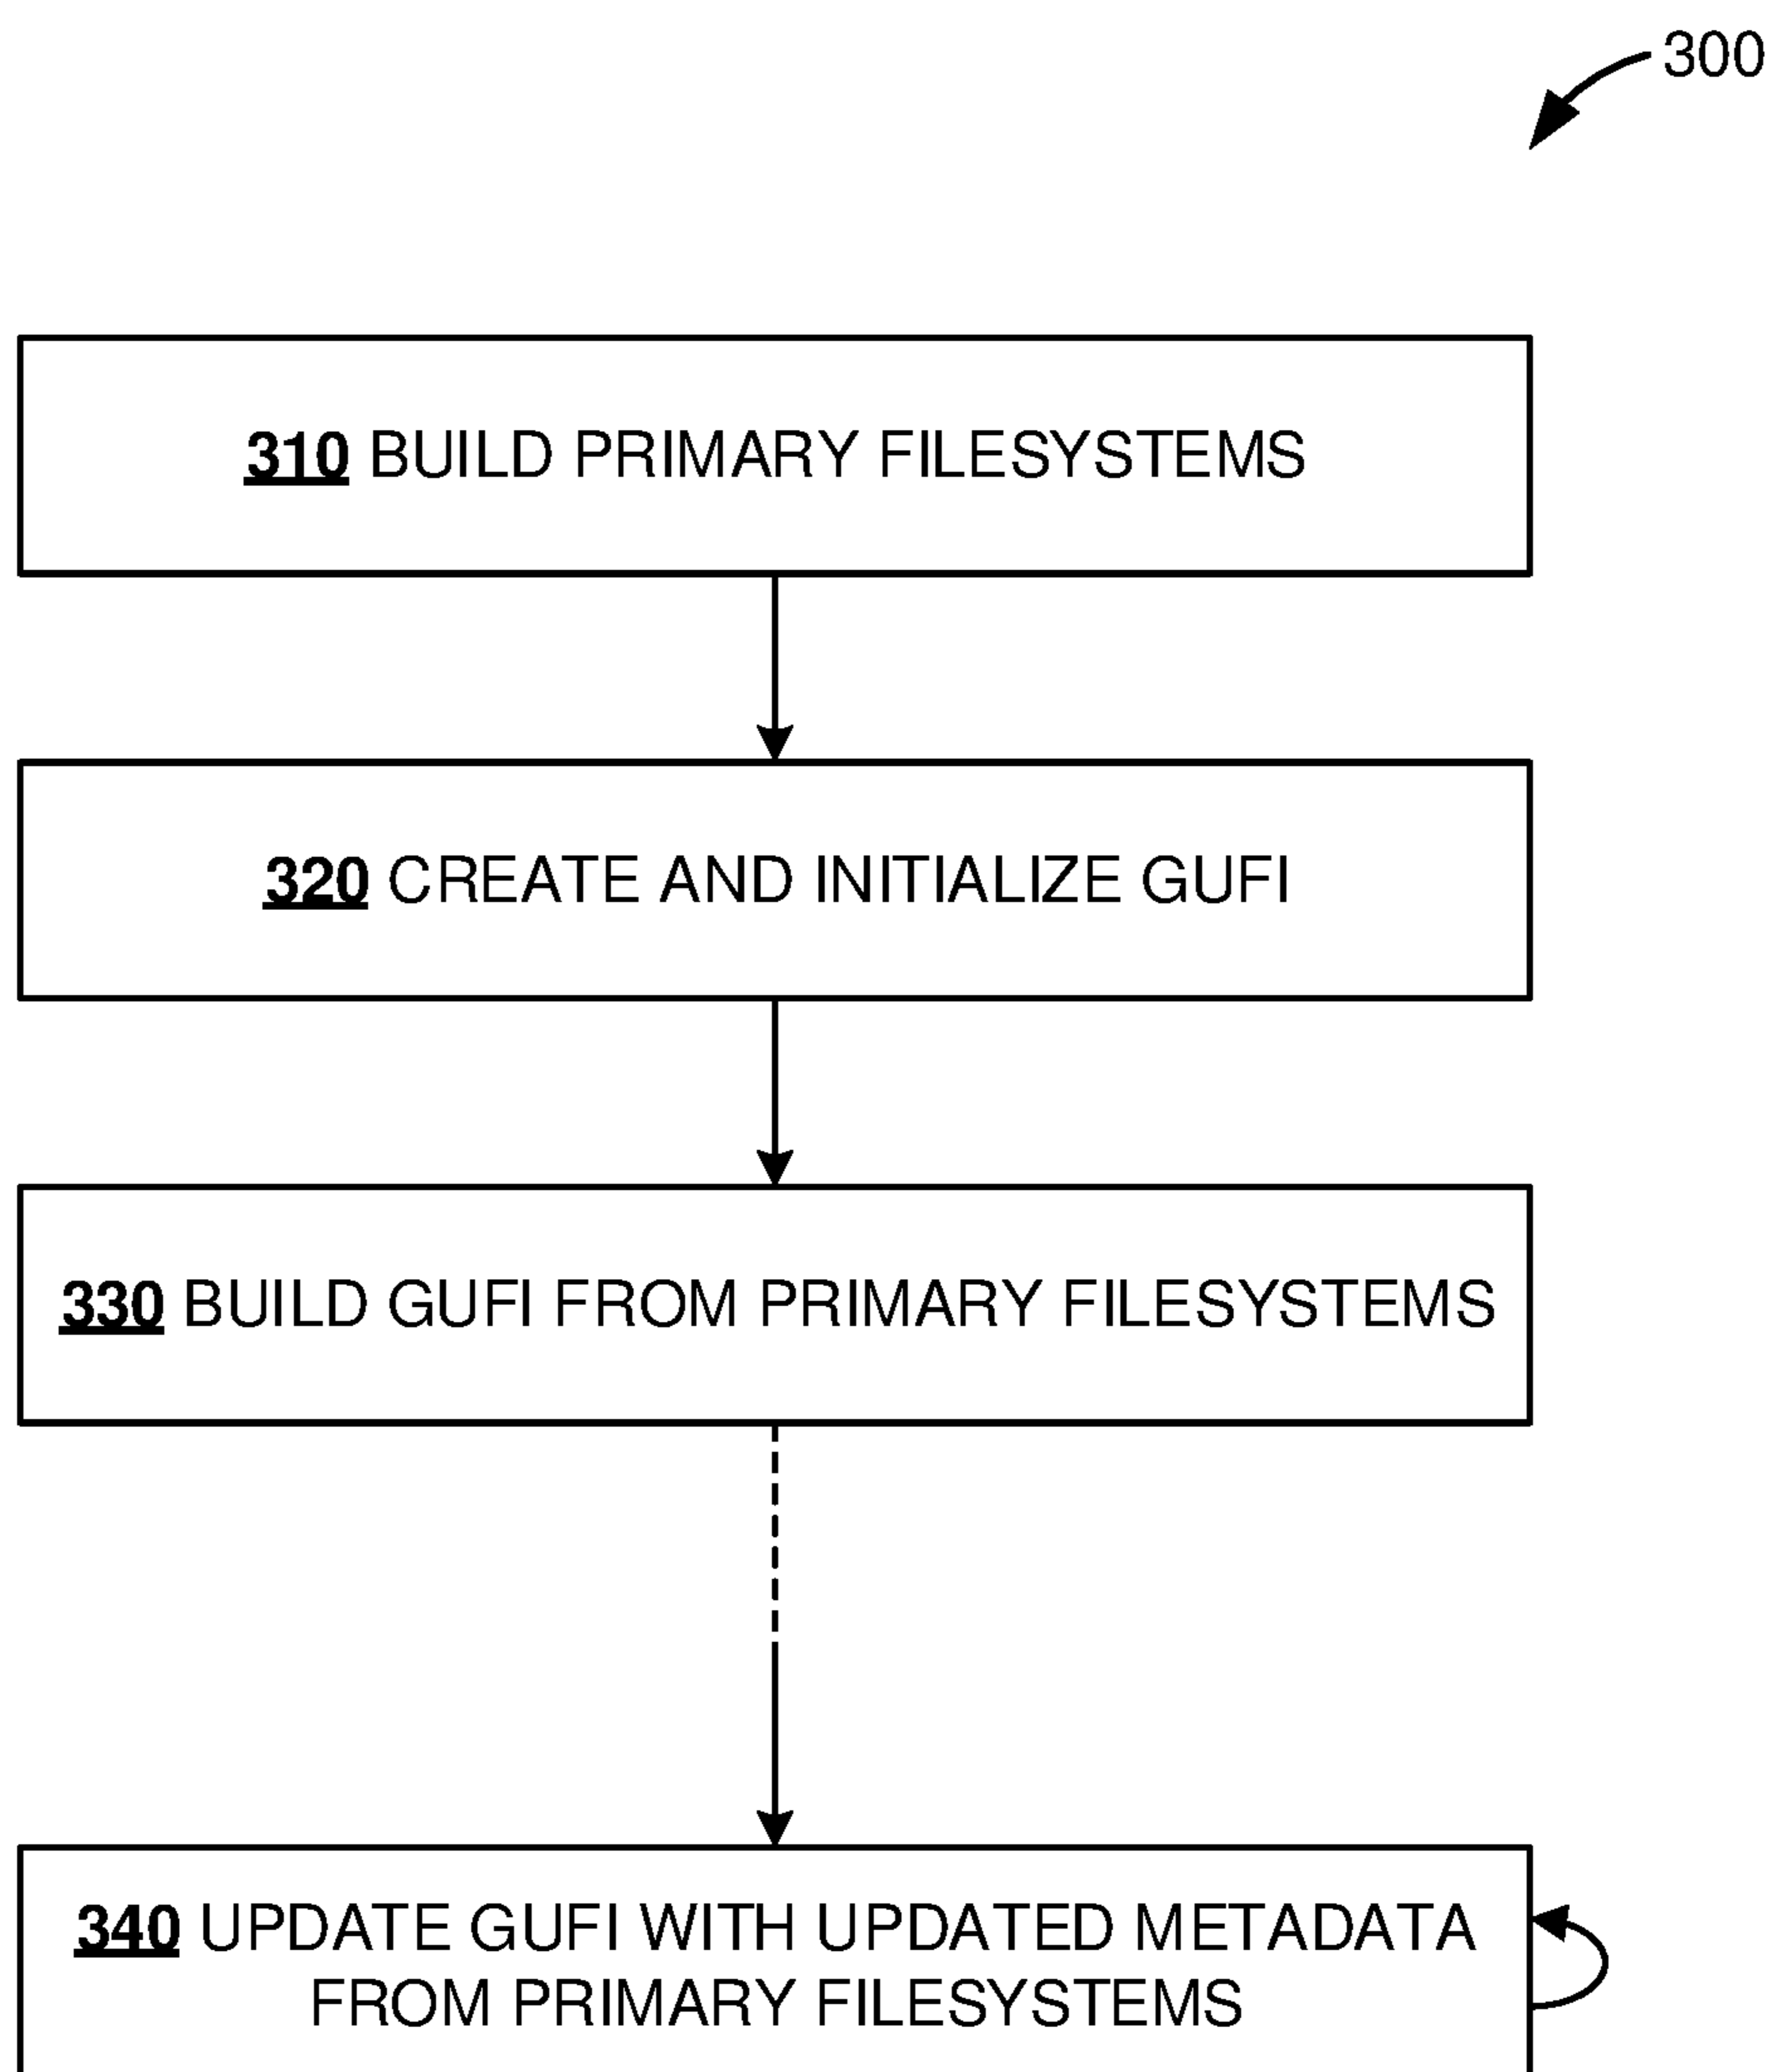 300
310 BUILD PRIMARY FILESYSTEMS
320 CREATE AND INITIALIZE GUFI
330 BUILD GUFI FROM PRIMARY FILESYSTEMS
340 UPDATE GUFI WITH UPDATED METADATA
FROM PRIMARY FILESYSTEMS